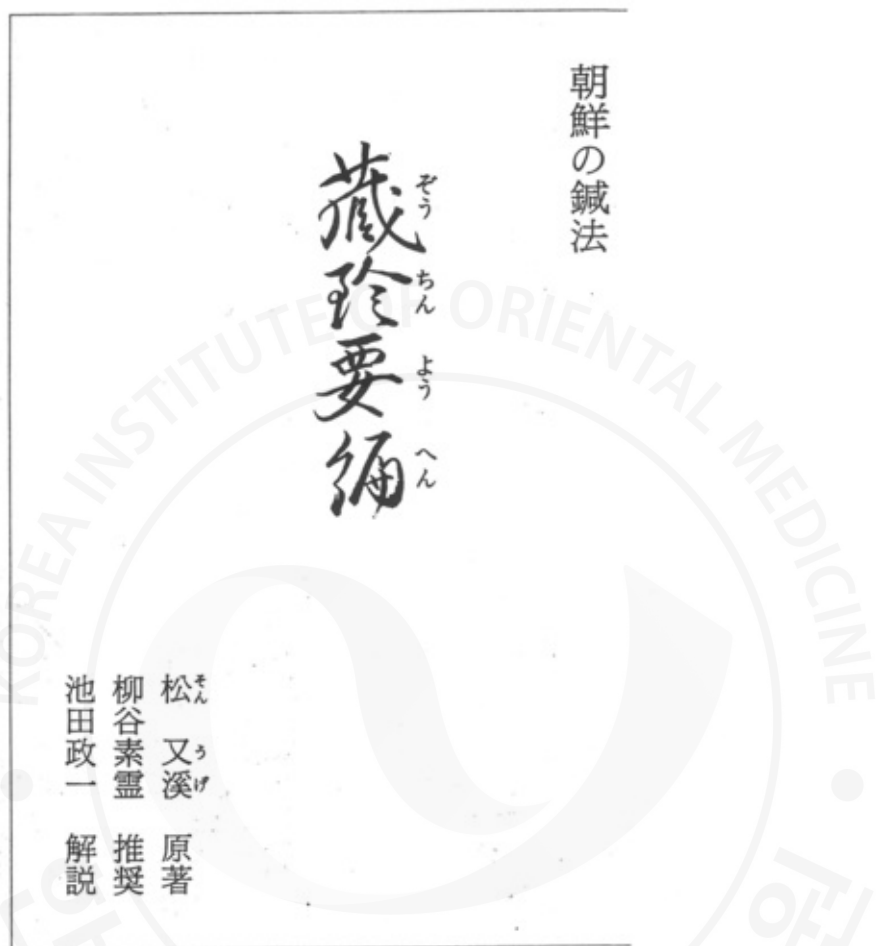 朝鮮の鍼法
蔵珍要編
ぞう ちん よう へん
松 又溪 原著
そん うげ
柳谷素霊 推奨
池田政一 解説
KOREA INSTITUTE OF ORIENTAL MEDICINE